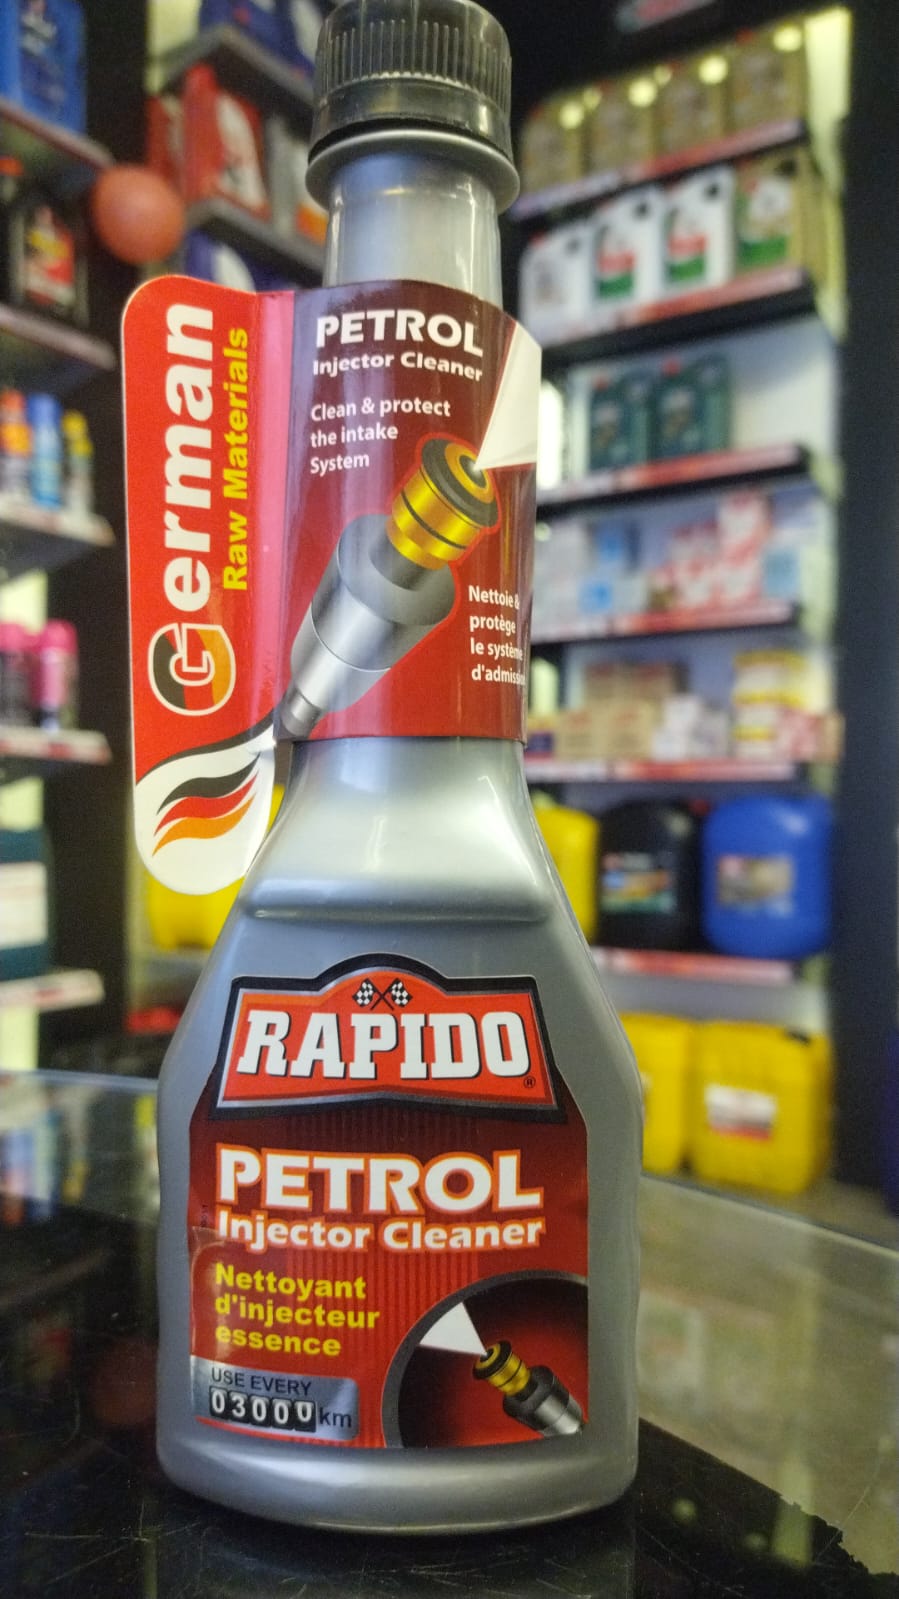 German
Raw Materials
PETROL
Injector Cleaner
Clean & protect
the intake
System
Nettoie &
protège
le système
RAPIDO
®
PETROL
Injector Cleaner
Nettoyant
d'injecteur
essence
USE EVERY
03000 km